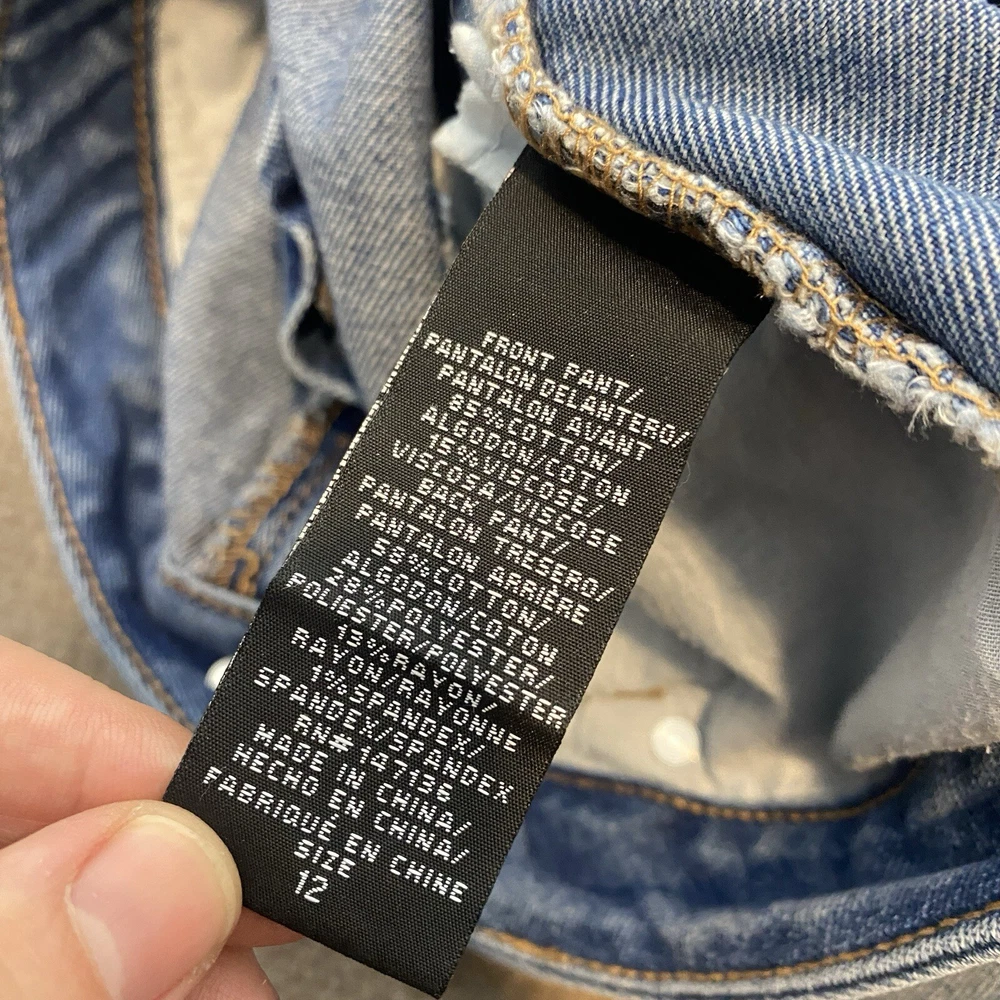 FRONT PANT/
PANTALON DELANTERO/
PANTALON AVANT
85%COTTON/
ALGODON/COTON
15%VISCOSE/
VISCOSA/VISCOSE
BACK PANT/
PANTALON TRESERO/
PANTALON ARRIÈRE
58%COTTON/
ALGODON/COTON
28%POLYESTER/
POLIESTER/POLYESTER
13%RAYON/
RAYON/RAYONNE
1%SPANDEX/
SPANDEX/SPANDEX
RN# 147136
MADE IN CHINA/
HECHO EN CHINA/
FABRIQUÉ EN CHINE
SIZE
12